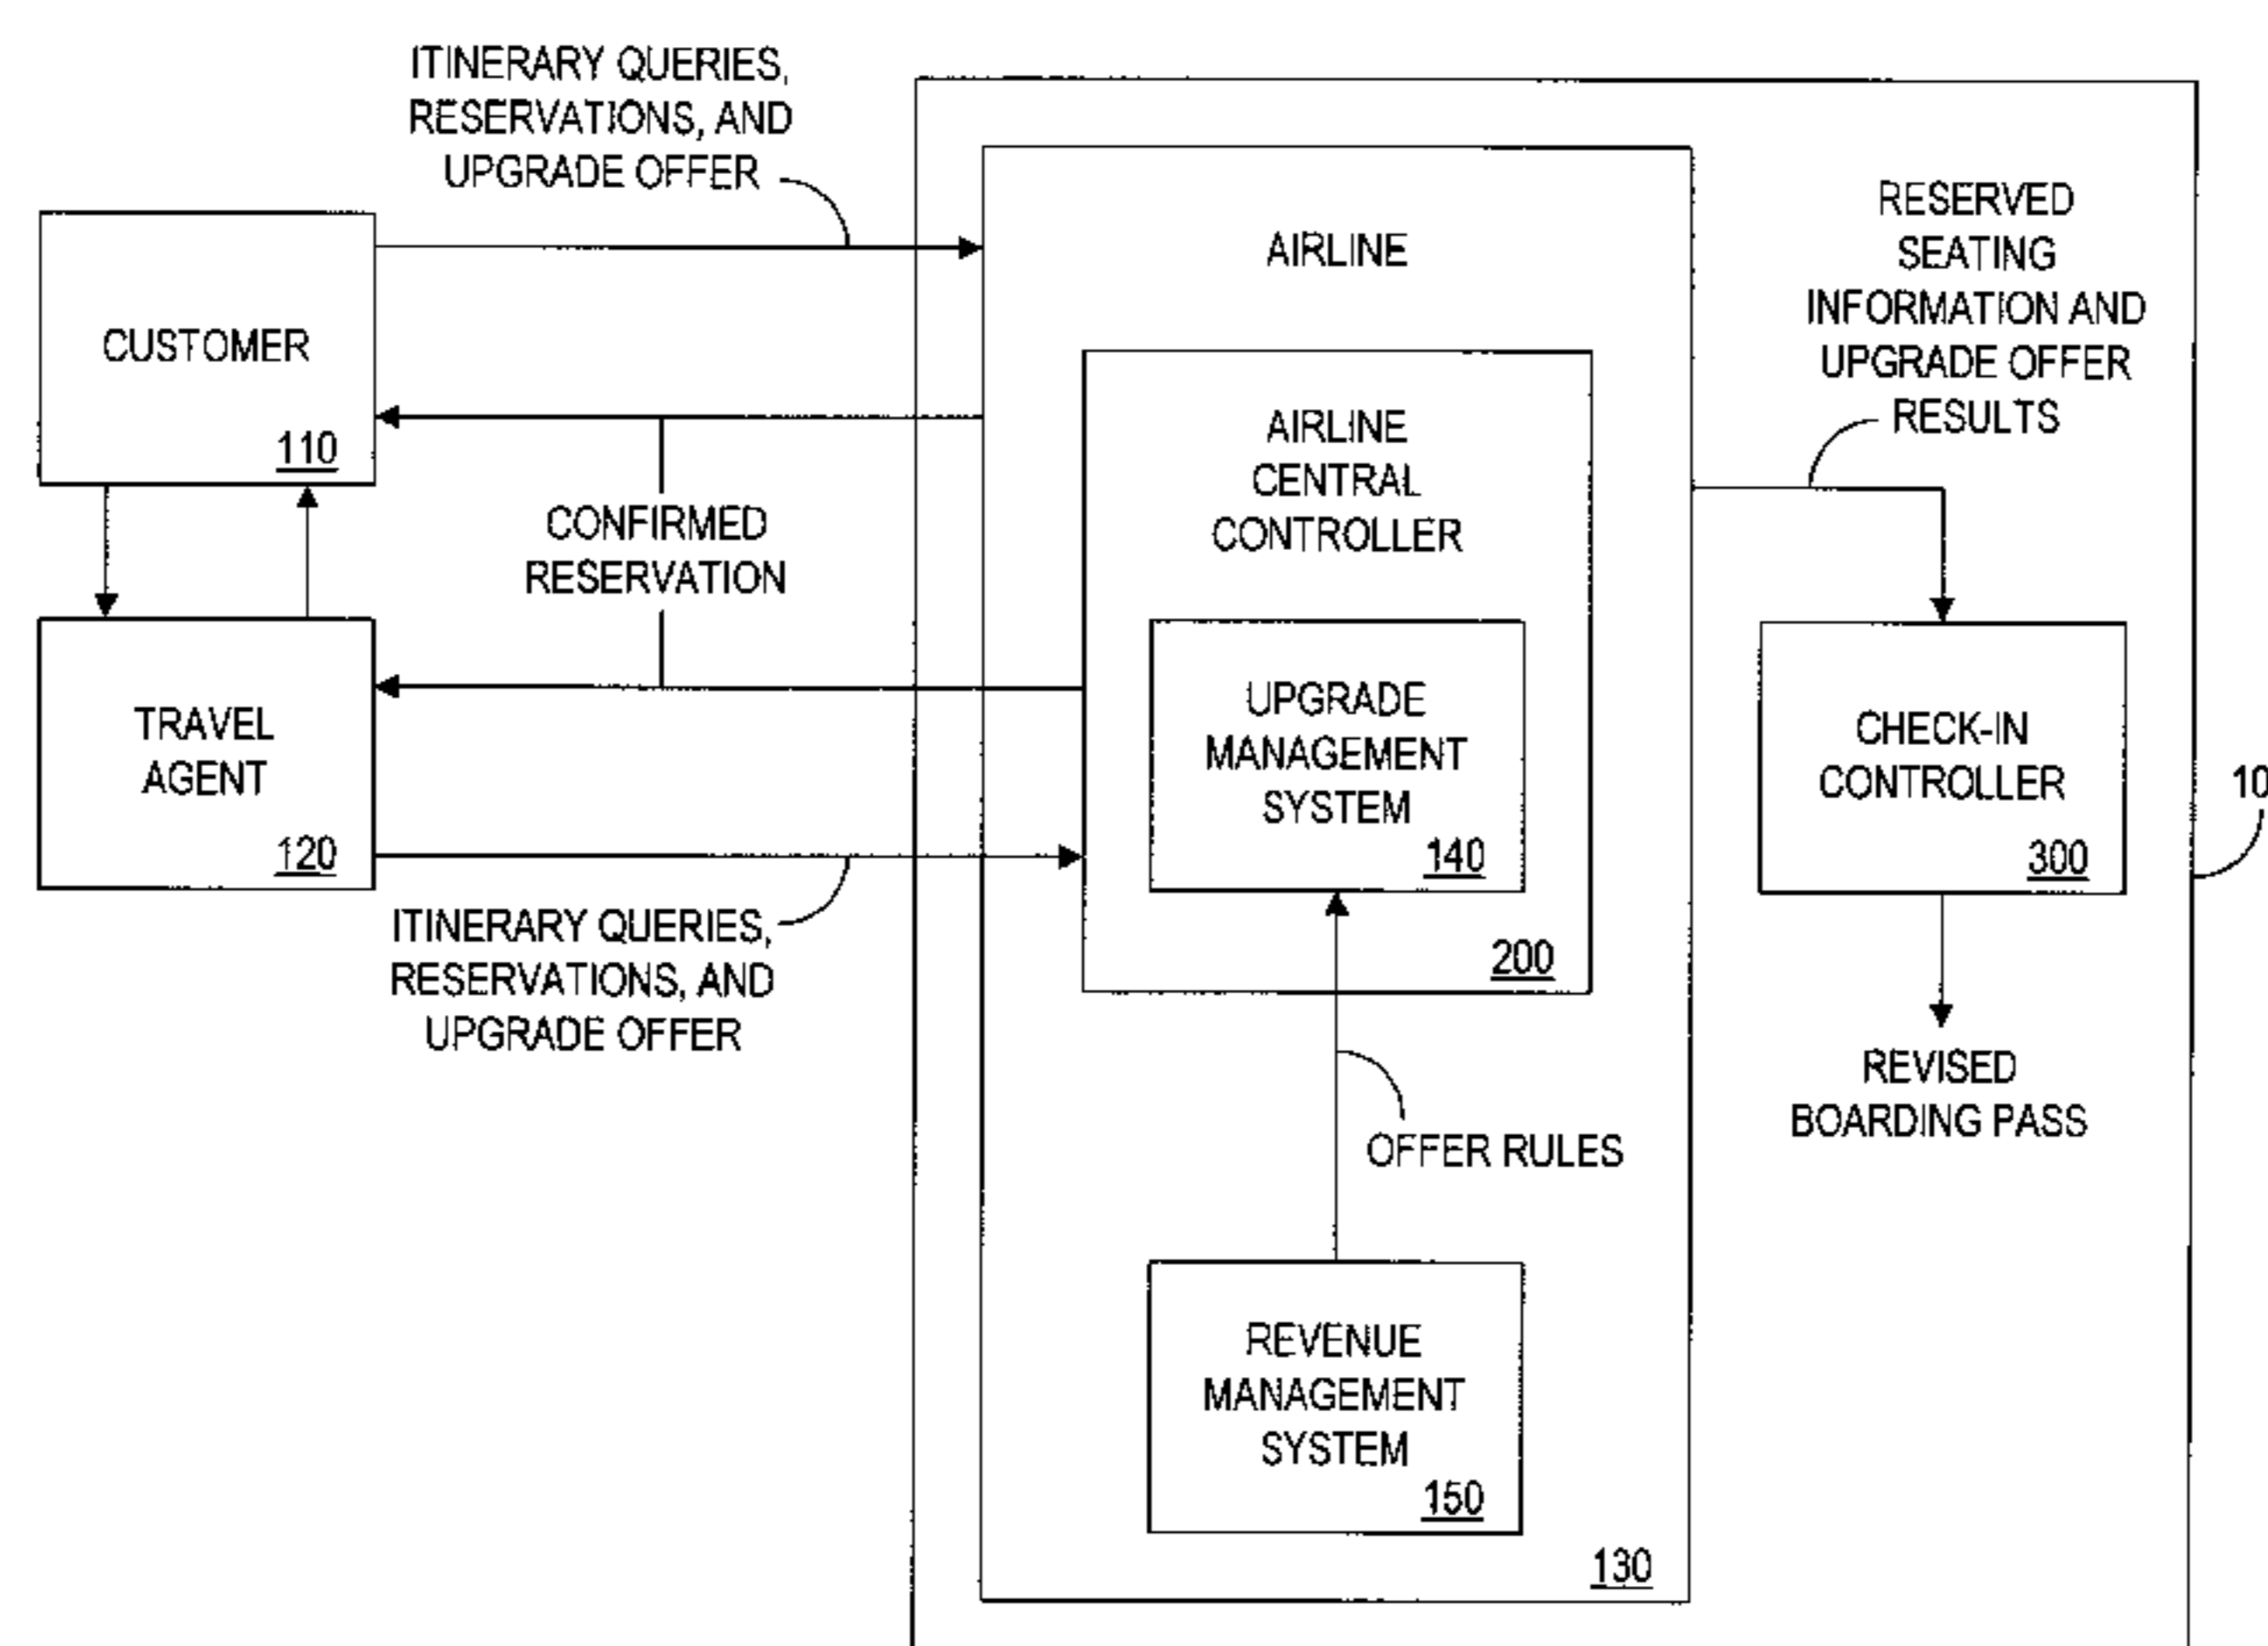 ITINERARY QUERIES,
RESERVATIONS, AND
UPGRADE OFFER
CUSTOMER
110
CONFIRMED
RESERVATION
TRAVEL
AGENT
120
ITINERARY QUERIES,
RESERVATIONS, AND
UPGRADE OFFER
AIRLINE
AIRLINE
CENTRAL
CONTROLLER
UPGRADE
MANAGEMENT
SYSTEM
140
200
OFFER RULES
REVENUE
MANAGEMENT
SYSTEM
150
130
RESERVED
SEATING
INFORMATION AND
UPGRADE OFFER
RESULTS
CHECK-IN
CONTROLLER
300
REVISED
BOARDING PASS